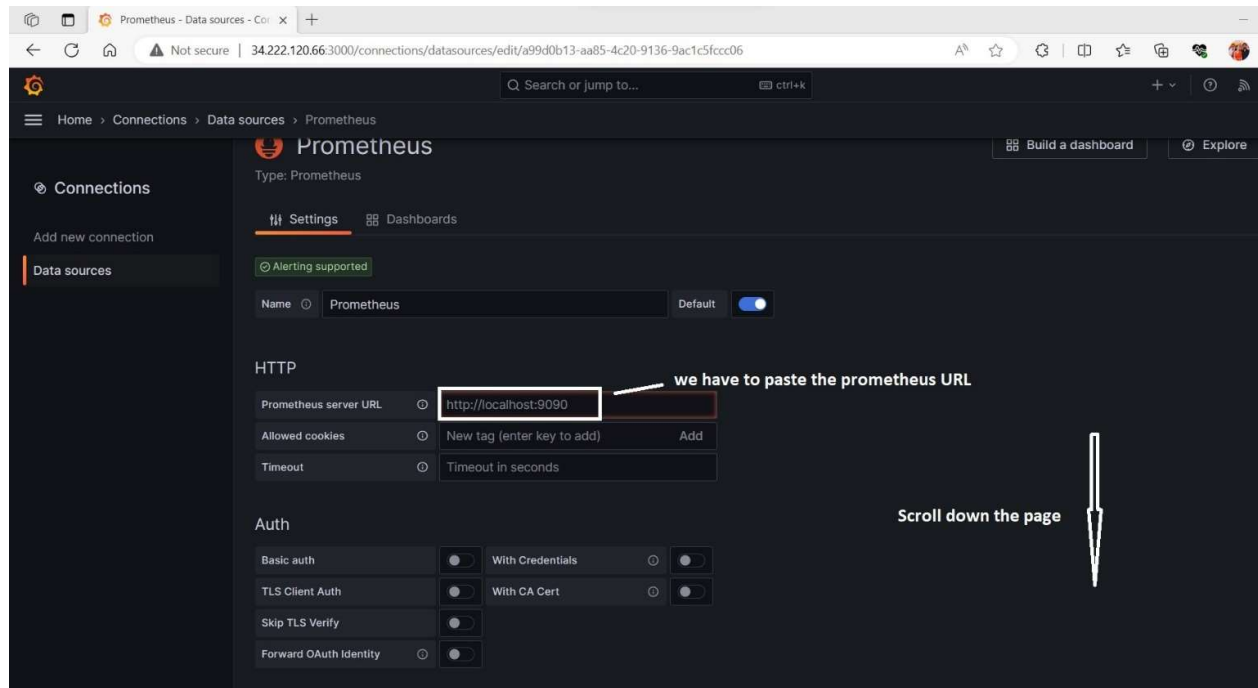 Prometheus - Data sources - Cor
Not secure 34.222.120.66:3000/connections/datasources/edit/a99d0b13-aa85-4c20-9136-9ac1c5fccc06
Search or jump to... ctrl+k
Home › Connections › Data sources › Prometheus
Prometheus Build a dashboard Explore
Type: Prometheus
Connections
Settings Dashboards
Add new connection
Data sources
Alerting supported
Name Prometheus Default
HTTP
we have to paste the prometheus URL
Prometheus server URL http://localhost:9090
Allowed cookies New tag (enter key to add) Add
Timeout Timeout in seconds
Scroll down the page
Auth
Basic auth With Credentials
TLS Client Auth With CA Cert
Skip TLS Verify
Forward OAuth Identity